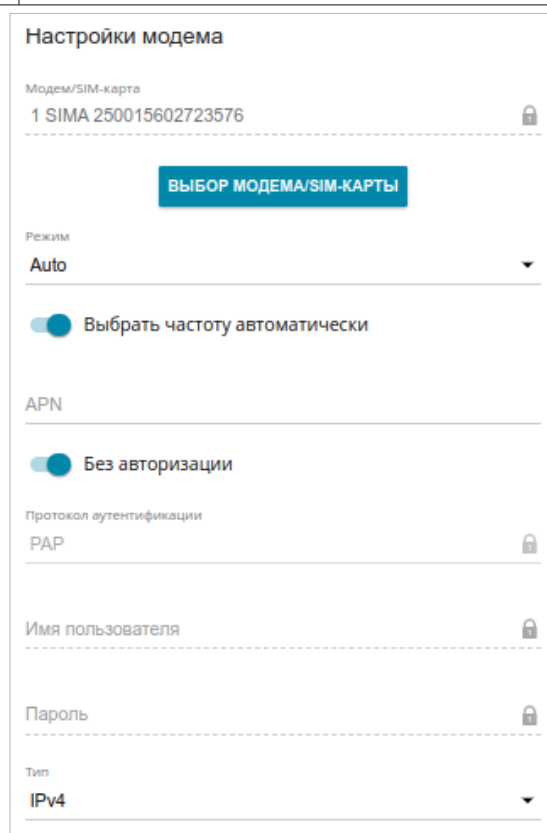 Настройки модема
Модем/SIM-карта
1 SIMA 250015602723576
ВЫБОР МОДЕМА/SIM-КАРТЫ
Режим
Auto
Выбрать частоту автоматически
APN
Без авторизации
Протокол аутентификации
PAP
Имя пользователя
Пароль
Тип
IPv4